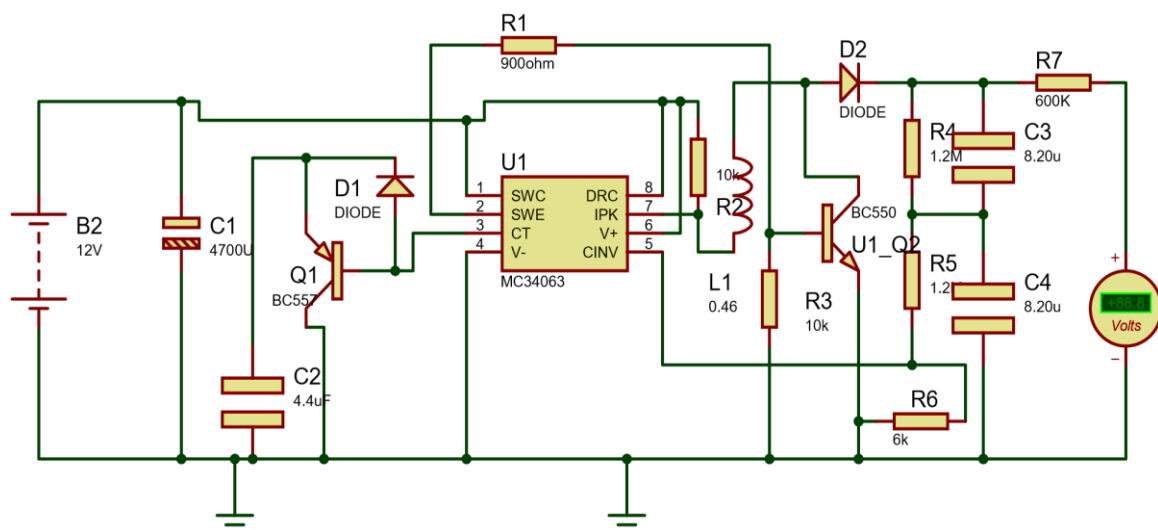 R1
900ohm
D2
DIODE
R7
600K
B2
12V
C1
4700U
D1
DIODE
Q1
BC557
C2
4.4uF
U1
1
2
3
4
SWC
SWE
CT
V-
DRC
IPK
V+
CINV
8
7
6
5
MC34063
10k
R2
L1
0.46
R3
10k
BC550
U1_Q2
R4
1.2M
R5
C3
8.20u
C4
8.20u
R6
6k
+
+88.8
Volts
−